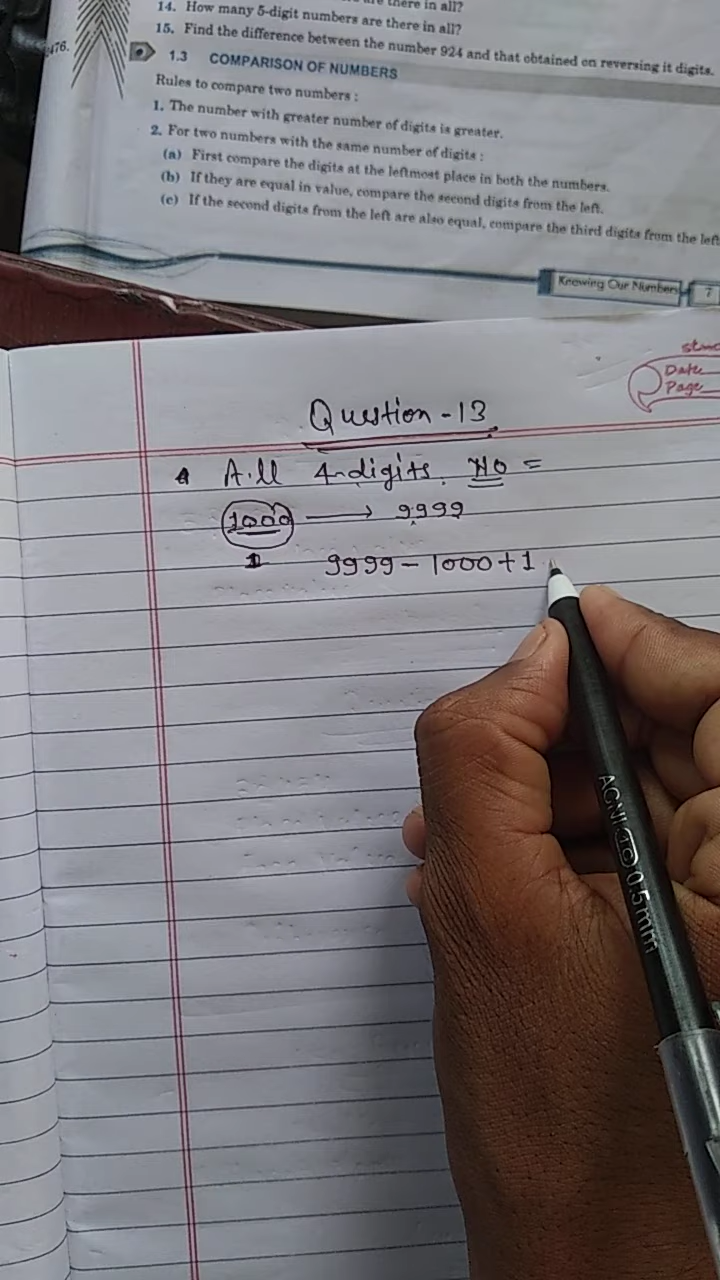 there in all?
14. How many 5-digit numbers are there in all?
15. Find the difference between the number 924 and that obtained on reversing it digits.
476.
1.3 COMPARISON OF NUMBERS
Rules to compare two numbers :
1. The number with greater number of digits is greater.
2. For two numbers with the same number of digits :
(a) First compare the digits at the leftmost place in both the numbers.
(b) If they are equal in value, compare the second digits from the left.
(c) If the second digits from the left are also equal, compare the third digits from the left
Knowing Our Numbers 7
Date
Page
Question - 13
All 4-digits. No =
1000 → 9999
9999 - 1000 + 1
ACNI 0.5mm